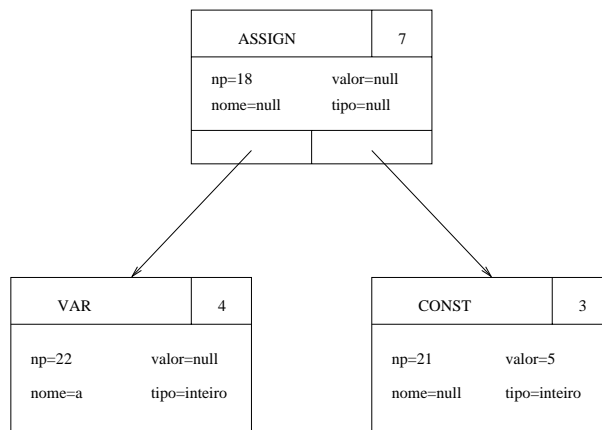 ASSIGN 7
np=18 valor=null
nome=null tipo=null
VAR 4
np=22 valor=null
nome=a tipo=inteiro
CONST 3
np=21 valor=5
nome=null tipo=inteiro